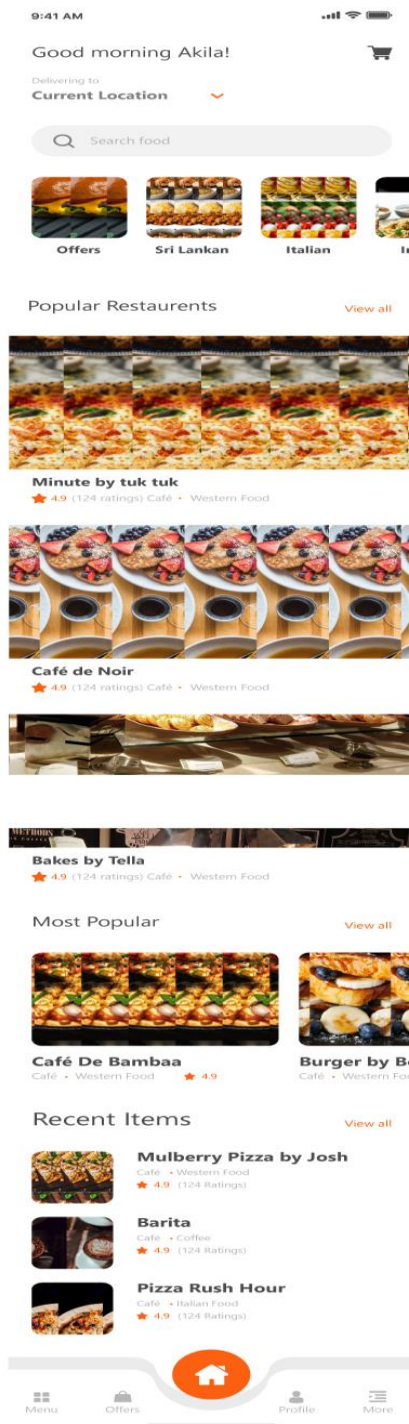 9:41 AM
Good morning Akila!
Delivering to
Current Location
Search food
Offers Sri Lankan Italian
Popular Restaurents View all
Minute by tuk tuk
4.9 (124 ratings) Café • Western Food
Café de Noir
4.9 (124 ratings) Café • Western Food
METHODS
Bakes by Tella
4.9 (124 ratings) Café • Western Food
Most Popular View all
Café De Bambaa Burger by
Café • Western Food 4.9 Café • Western
Recent Items View all
Mulberry Pizza by Josh
Café • Western Food
4.9 (124 Ratings)
Barita
Café • Coffee
4.9 (124 Ratings)
Pizza Rush Hour
Café • Italian Food
4.9 (124 Ratings)
Menu Offers Profile More